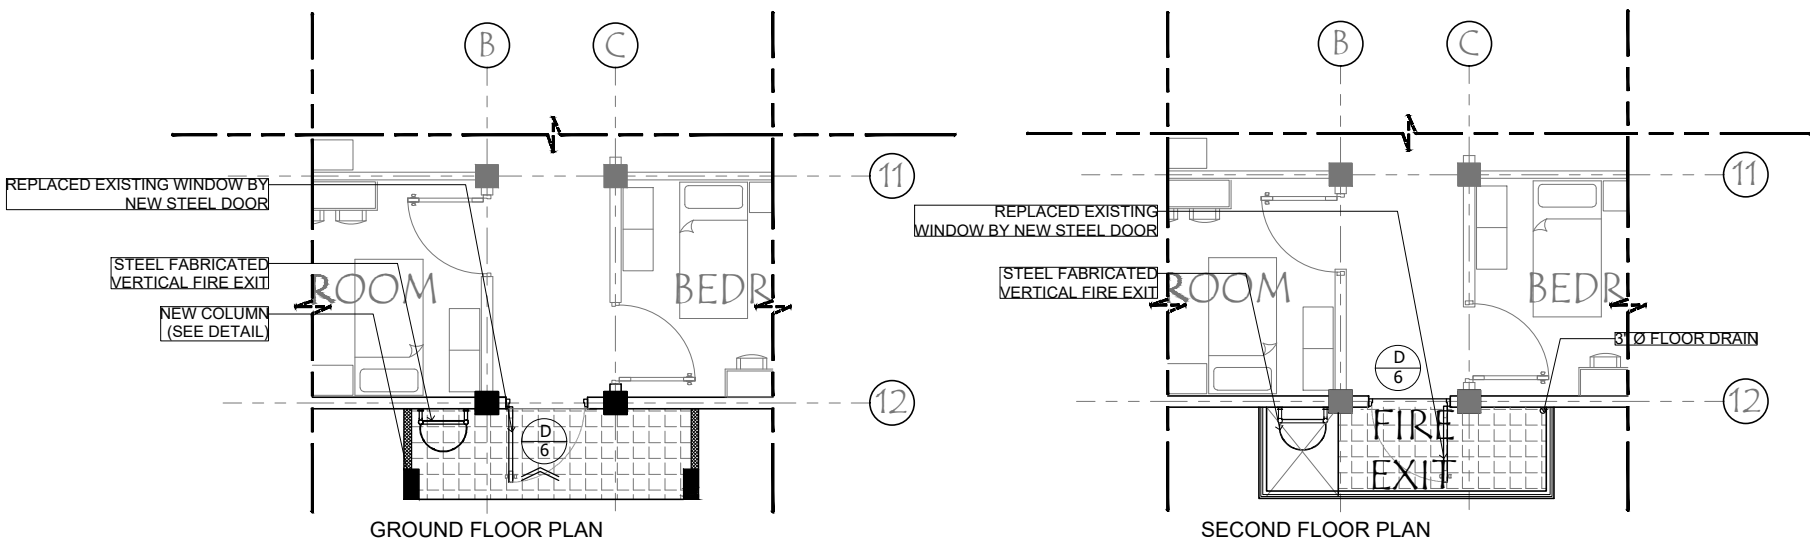 B
C
11
REPLACED EXISTING WINDOW BY
NEW STEEL DOOR
STEEL FABRICATED
VERTICAL FIRE EXIT
ROOM
BEDR
NEW COLUMN
(SEE DETAIL)
12
D
6
GROUND FLOOR PLAN
B
C
11
REPLACED EXISTING
WINDOW BY NEW STEEL DOOR
STEEL FABRICATED
VERTICAL FIRE EXIT
ROOM
BEDR
3" Ø FLOOR DRAIN
D
6
12
FIRE
EXIT
SECOND FLOOR PLAN